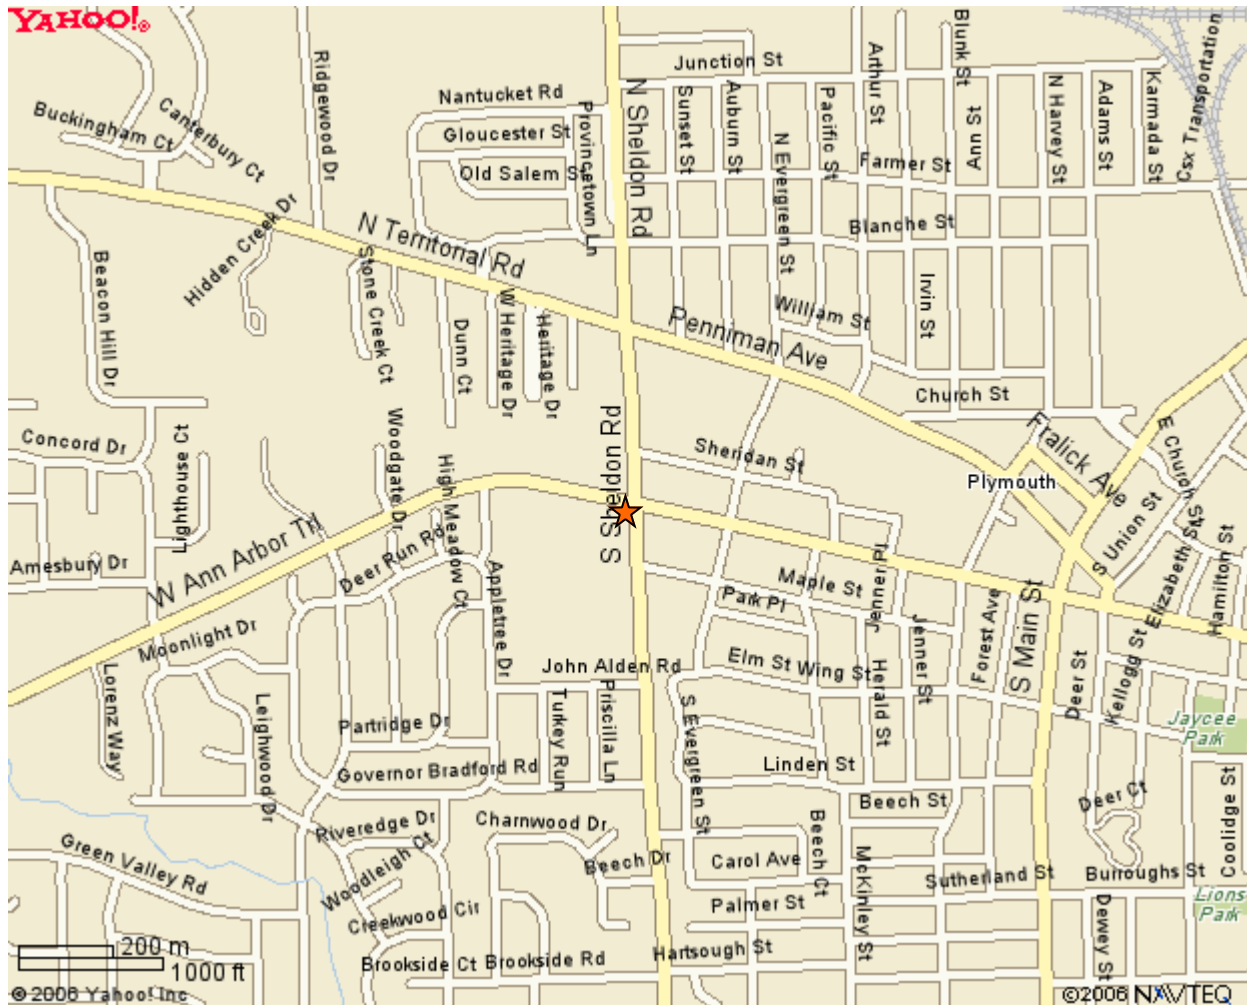 YAHOO!®
Blunk St
Junction St
Arthur St
Ridgewood Dr
Nantucket Rd
N Sheldon Rd
Sunset St
Auburn St
Pacific St
Ann St
N Harvey St
Adams St
Karmada St
Csx Transportation
Buckingham Ct
Canterbury Ct
Gloucester St
Provincetown Ln
N Evergreen St
Farmer St
Old Salem St
Hidden Creek Dr
N Territorial Rd
Blanche St
Beacon Hill Dr
Stone Creek Ct
W Heritage Dr
Heritage Dr
Dunn Ct
William St
Irvin St
Penniman Ave
Church St
Concord Dr
Lighthouse Ct
Woodgate Dr
High Meadow Ct
S Sheldon Rd
Sheridan St
Fralick Ave
E Church St
Plymouth
W Ann Arbor Trl
Amesbury Dr
Deer Run Rd
Appletree Dr
S Union St
Elizabeth St
Hamilton St
Maple St
Jenner Pl
Park Pl
Moonlight Dr
Forest Ave
S Main St
Jenner St
John Alden Rd
Elm St
Wing St
Herald St
Deer St
Kellogg St
Lorenz Way
Leighwood Dr
Partridge Dr
Turkey Run
Priscilla Ln
S Evergreen St
Jaycee
Park
Governor Bradford Rd
Linden St
Beech St
Deer Ct
Coolidge St
Riveredge Dr
Charnwood Dr
Beech Ct
Green Valley Rd
Woodleigh Ct
Beech Dr
Carol Ave
McKinley St
Sutherland St
Burroughs St
Palmer St
Lions
Park
Creekwood Cir
Dewey St
Hartsough St
Brookside Ct
Brookside Rd
200 m
1000 ft
©2006 Yahoo! Inc
©2006 NAVTEQ